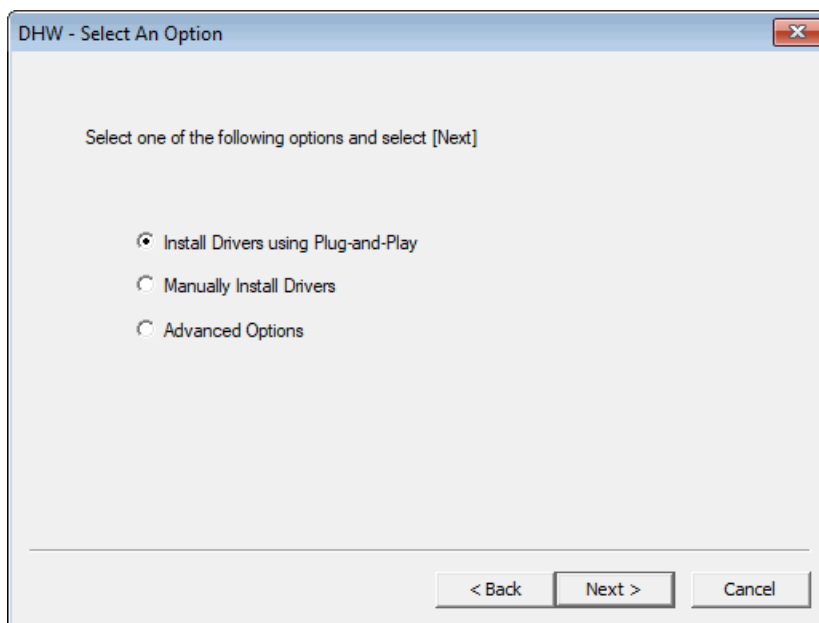 DHW - Select An Option
Select one of the following options and select [Next]
Install Drivers using Plug-and-Play
Manually Install Drivers
Advanced Options
< Back Next > Cancel